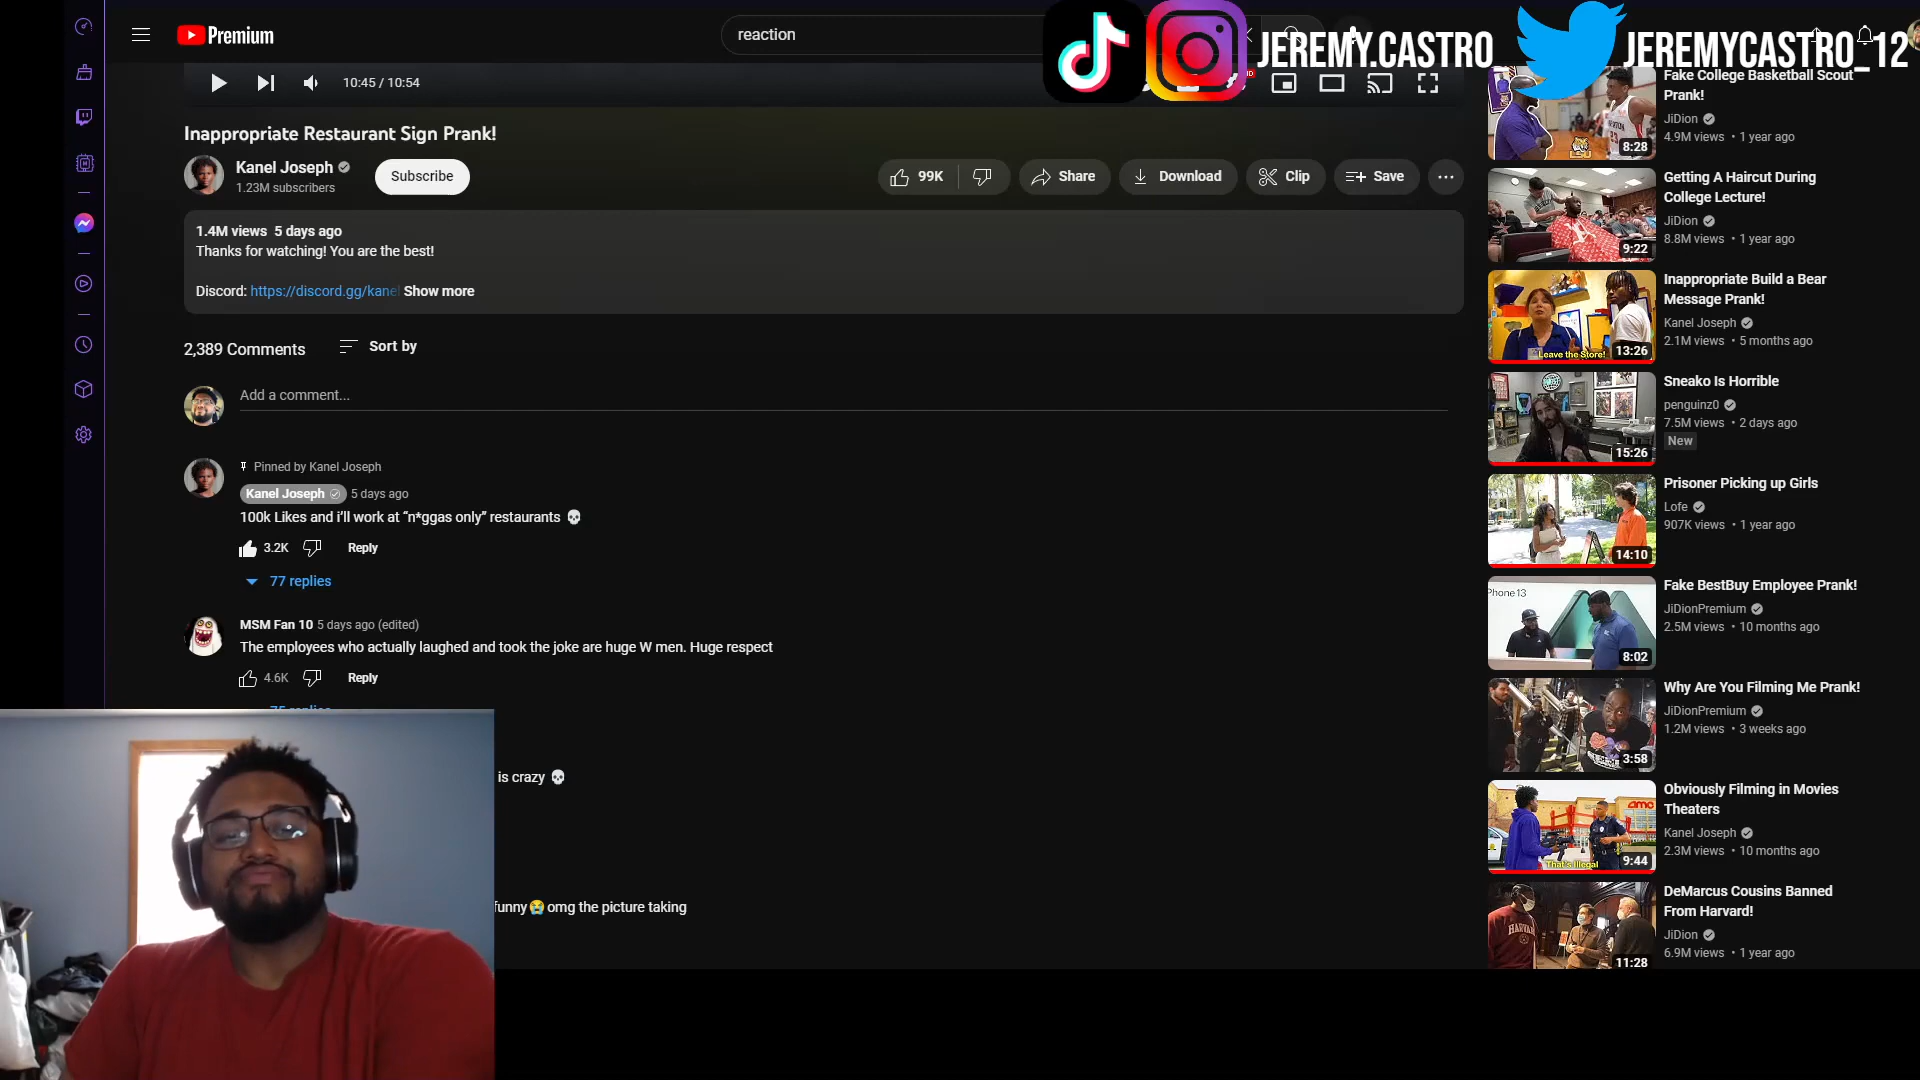 Premium
reaction
JEREMY.CASTRO
JEREMYCASTRO_12
10:45 / 10:54
Inappropriate Restaurant Sign Prank!
Kanel Joseph
1.23M subscribers
Subscribe
99K
Share
Download
Clip
Save
1.4M views 5 days ago
Thanks for watching! You are the best!
Discord: https://discord.gg/kanel Show more
2,389 Comments
Sort by
Add a comment...
Pinned by Kanel Joseph
Kanel Joseph 5 days ago
100k Likes and i'll work at “n*ggas only” restaurants 💀
3.2K
Reply
77 replies
MSM Fan 10 5 days ago (edited)
The employees who actually laughed and took the joke are huge W men. Huge respect
4.6K
Reply
75 replies
is crazy 💀
funny😭 omg the picture taking
Fake College Basketball Scout
Prank!
JiDion
4.9M views • 1 year ago
8:28
Getting A Haircut During
College Lecture!
JiDion
8.8M views • 1 year ago
9:22
Inappropriate Build a Bear
Message Prank!
Kanel Joseph
2.1M views • 5 months ago
Leave the Store!
13:26
Sneako Is Horrible
penguinz0
7.5M views • 2 days ago
New
15:26
Prisoner Picking up Girls
Lofe
907K views • 1 year ago
14:10
Phone 13
Fake BestBuy Employee Prank!
JiDionPremium
2.5M views • 10 months ago
8:02
Why Are You Filming Me Prank!
JiDionPremium
1.2M views • 3 weeks ago
3:58
Obviously Filming in Movies
Theaters
Kanel Joseph
2.3M views • 10 months ago
amc
That's Illegal
9:44
DeMarcus Cousins Banned
From Harvard!
JiDion
6.9M views • 1 year ago
HARVARD
11:28